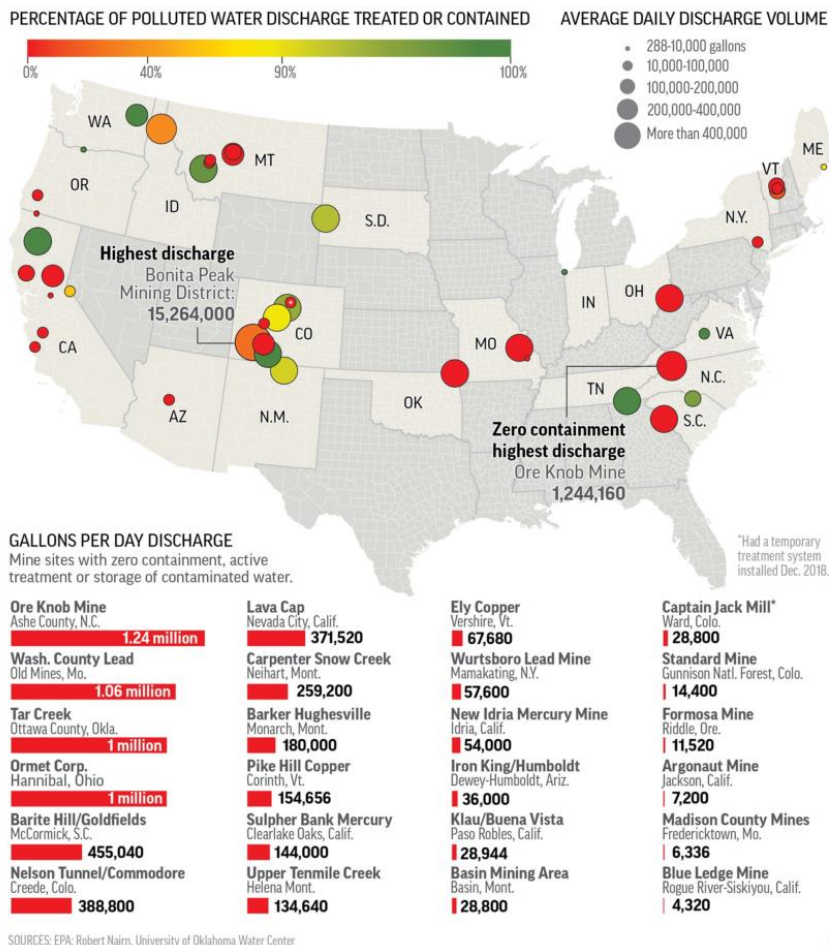 PERCENTAGE OF POLLUTED WATER DISCHARGE TREATED OR CONTAINED
0%
40%
90%
100%
AVERAGE DAILY DISCHARGE VOLUME
288-10,000 gallons
10,000-100,000
100,000-200,000
200,000-400,000
More than 400,000
WA
MT
OR
ID
S.D.
VT
ME
N.Y.
Highest discharge
Bonita Peak
Mining District:
15,264,000
CO
CA
AZ
N.M.
OK
MO
IN
OH
VA
TN
N.C.
S.C.
Zero containment
highest discharge
Ore Knob Mine
1,244,160
*Had a temporary
treatment system
installed Dec. 2018.
GALLONS PER DAY DISCHARGE
Mine sites with zero containment, active
treatment or storage of contaminated water.
Ore Knob Mine
Ashe County, N.C.
1.24 million
Wash. County Lead
Old Mines, Mo.
1.06 million
Tar Creek
Ottawa County, Okla.
1 million
Ormet Corp.
Hannibal, Ohio
1 million
Barite Hill/Goldfields
McCormick, S.C.
455,040
Nelson Tunnel/Commodore
Creede, Colo.
388,800
Lava Cap
Nevada City, Calif.
371,520
Carpenter Snow Creek
Neihart, Mont.
259,200
Barker Hughesville
Monarch, Mont.
180,000
Pike Hill Copper
Corinth, Vt.
154,656
Sulpher Bank Mercury
Clearlake Oaks, Calif.
144,000
Upper Tenmile Creek
Helena Mont.
134,640
Ely Copper
Vershire, Vt.
67,680
Wurtsboro Lead Mine
Mamakating, N.Y.
57,600
New Idria Mercury Mine
Idria, Calif.
54,000
Iron King/Humboldt
Dewey-Humboldt, Ariz.
36,000
Klau/Buena Vista
Paso Robles, Calif.
28,944
Basin Mining Area
Basin, Mont.
28,800
Captain Jack Mill*
Ward, Colo.
28,800
Standard Mine
Gunnison Natl. Forest, Colo.
14,400
Formosa Mine
Riddle, Ore.
11,520
Argonaut Mine
Jackson, Calif.
7,200
Madison County Mines
Fredericktown, Mo.
6,336
Blue Ledge Mine
Rogue River-Siskiyou, Calif.
4,320
SOURCES: EPA; Robert Nairn, University of Oklahoma Water Center